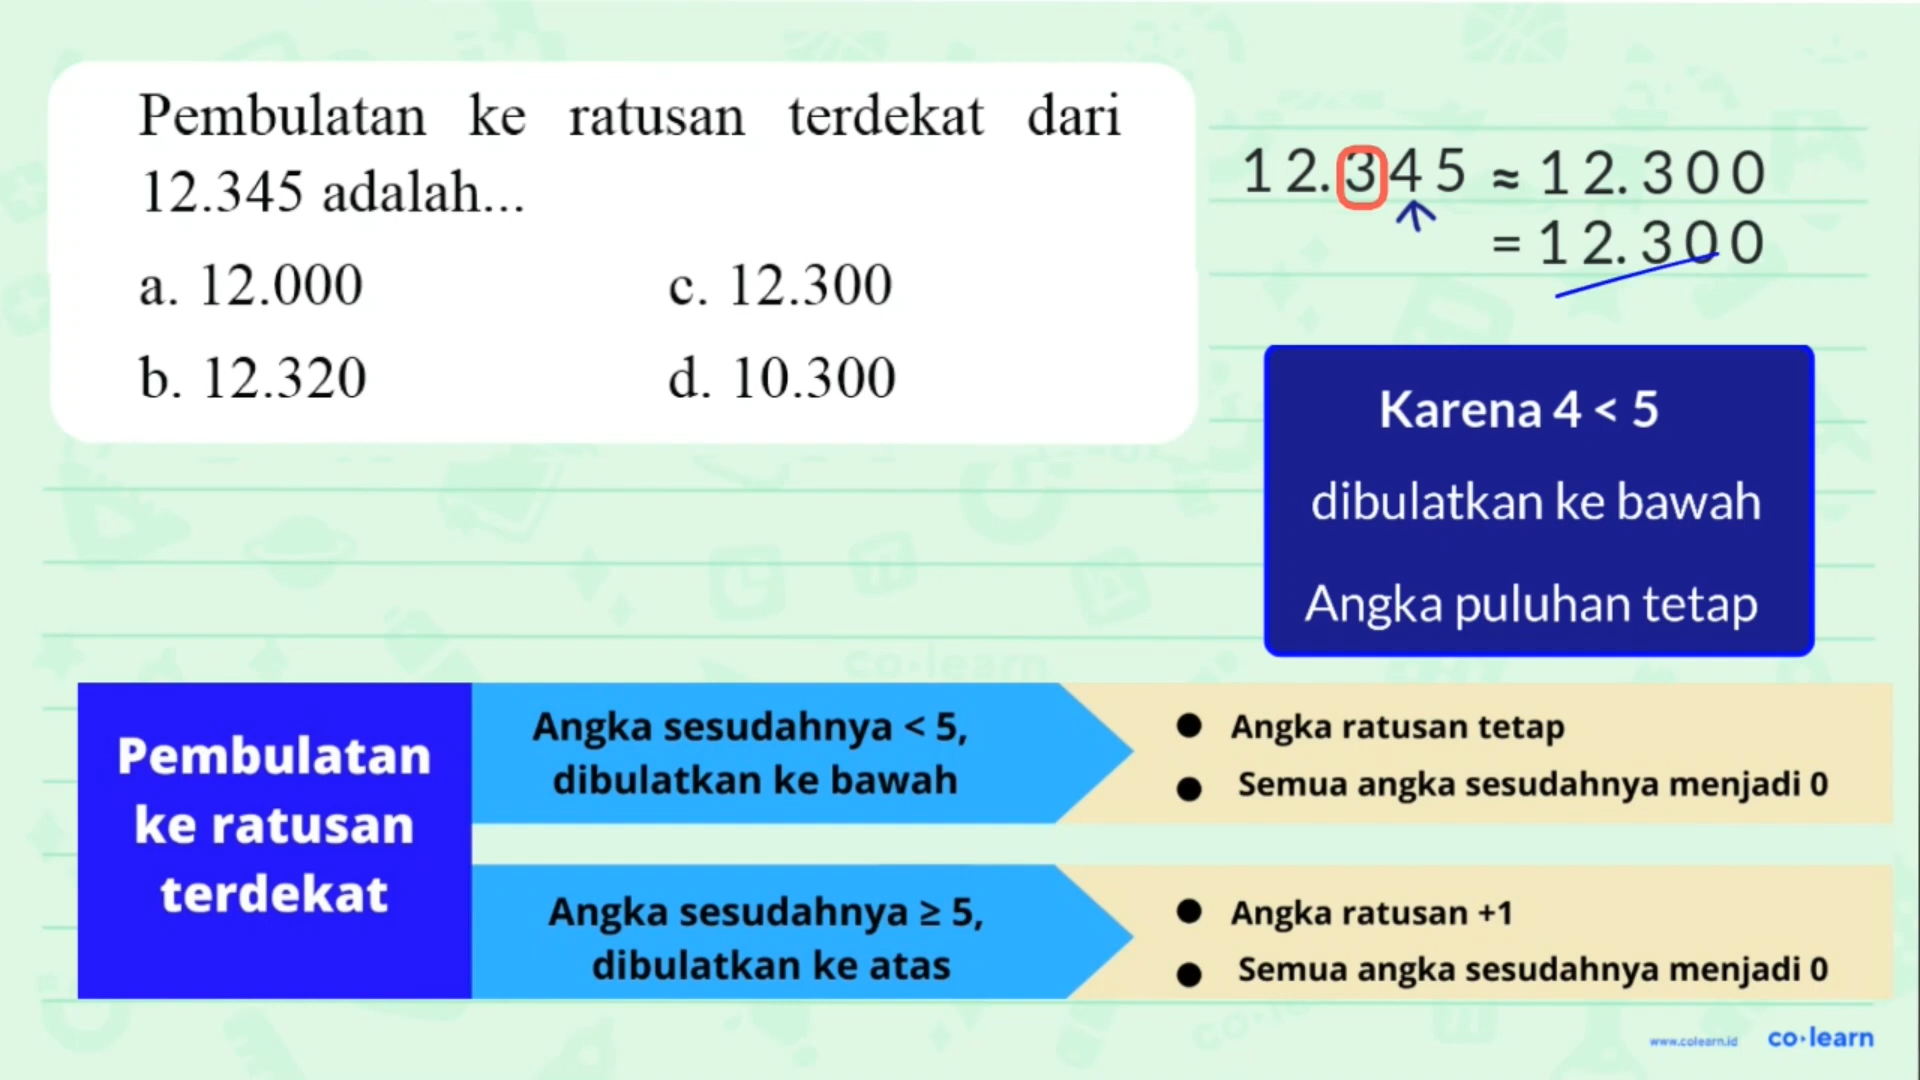 Pembulatan ke ratusan terdekat dari
12.345 adalah...
a. 12.000
c. 12.300
b. 12.320
d. 10.300
12.345 ≈ 12.300
= 12.300
Karena 4 < 5
dibulatkan ke bawah
Angka puluhan tetap
co·learn
Pembulatan
ke ratusan
terdekat
Angka sesudahnya < 5,
dibulatkan ke bawah
● Angka ratusan tetap
● Semua angka sesudahnya menjadi 0
Angka sesudahnya ≥ 5,
dibulatkan ke atas
● Angka ratusan +1
● Semua angka sesudahnya menjadi 0
www.colearn.id
co·learn